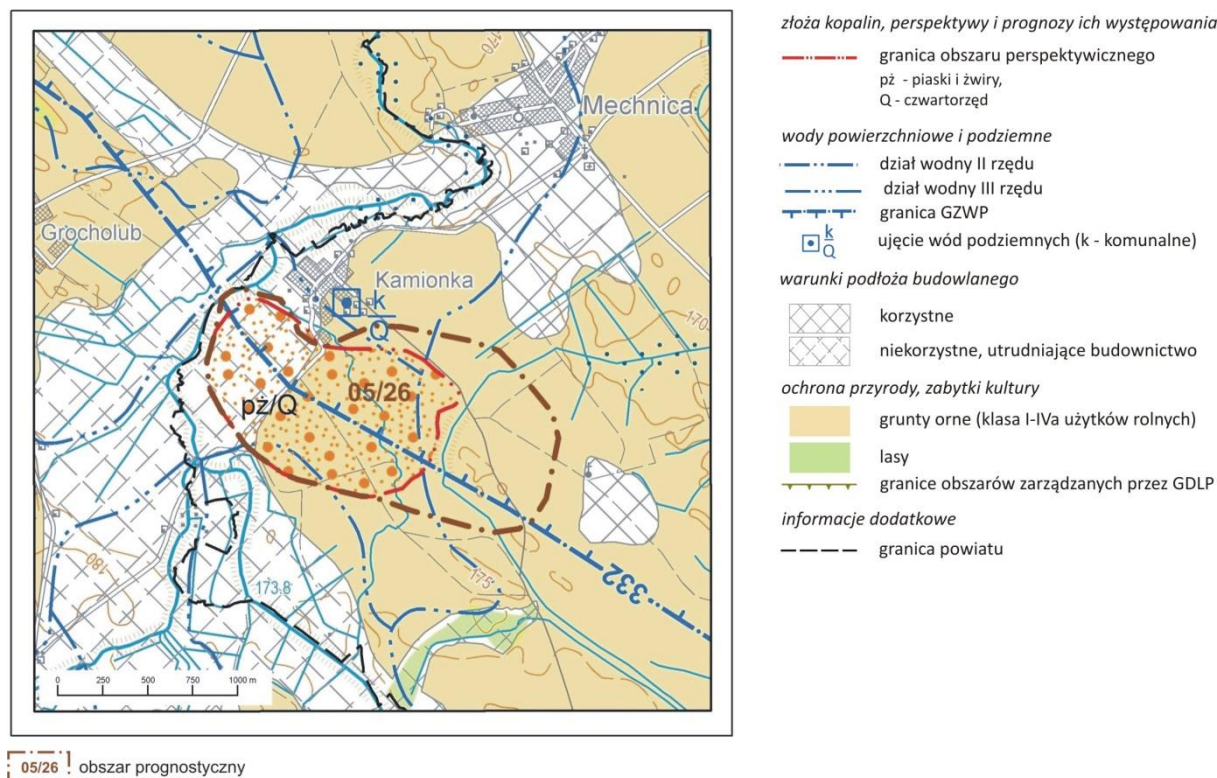 170
Mechnica
Grocholub
Kamionka
k
Q
170
05/26
pż/Q
180
173.8
175
332
0 250 500 750 1000 m
05/26 obszar prognostyczny
złoża kopalin, perspektywy i prognozy ich występowania
granica obszaru perspektywicznego
pż - piaski i żwiry,
Q - czwartorzęd
wody powierzchniowe i podziemne
dział wodny II rzędu
dział wodny III rzędu
granica GZWP
k
Q
ujęcie wód podziemnych (k - komunalne)
warunki podłoża budowlanego
korzystne
niekorzystne, utrudniające budownictwo
ochrona przyrody, zabytki kultury
grunty orne (klasa I-IVa użytków rolnych)
lasy
granice obszarów zarządzanych przez GDLP
informacje dodatkowe
granica powiatu